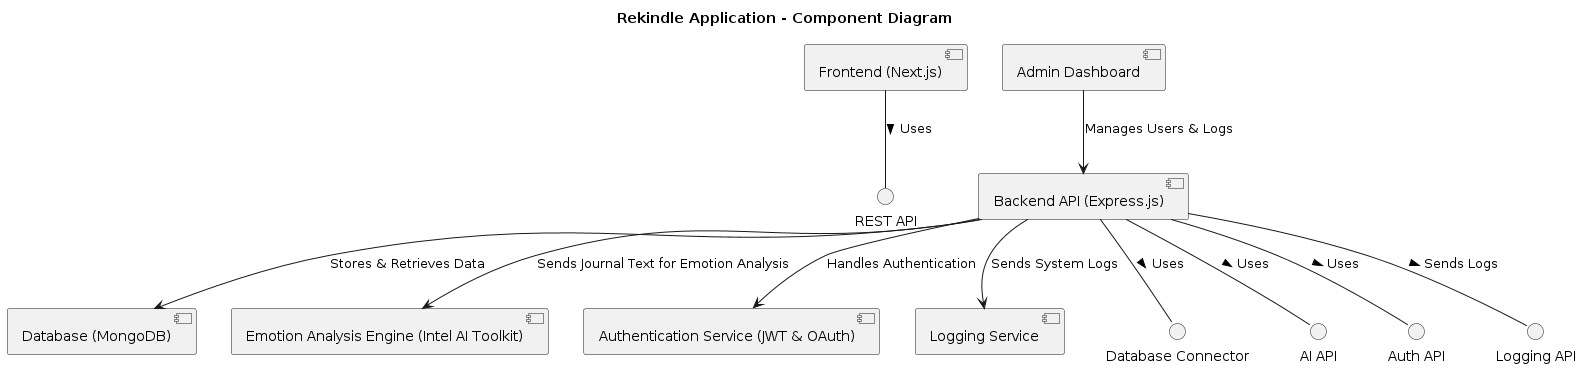 Rekindle Application - Component Diagram
Frontend (Next.js)
Admin Dashboard
Uses
Manages Users & Logs
Backend API (Express.js)
REST API
Stores & Retrieves Data
Sends Journal Text for Emotion Analysis
Handles Authentication
Sends System Logs
Uses
Uses
Uses
Sends Logs
Database (MongoDB)
Emotion Analysis Engine (Intel AI Toolkit)
Authentication Service (JWT & OAuth)
Logging Service
Database Connector
AI API
Auth API
Logging API